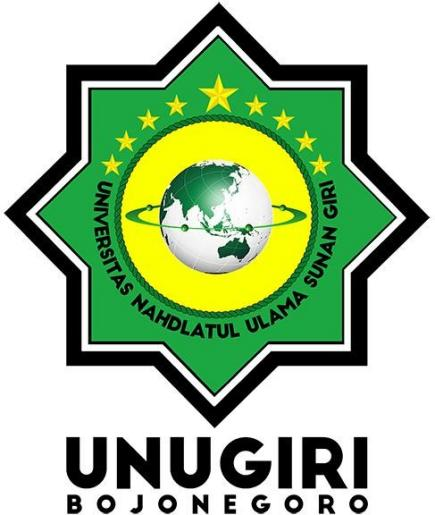 UNIVERSITAS NAHDLATUL ULAMA SUNAN GIRI
UNUGIRI
BOJONEGORO